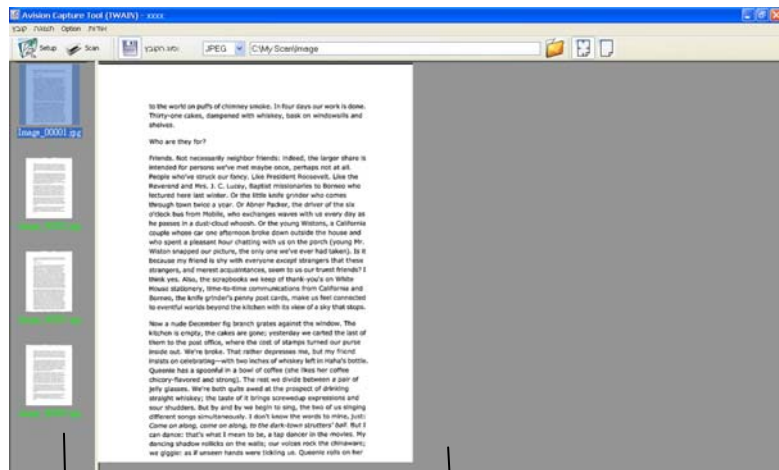 Avision Capture Tool (TWAIN) - xxxx
קובץ תמונה Option אודות
Setup Scan JPEG C:\My Scan\Image
Image_00001.jpg
to the world on puffs of chimney smoke. In four days our work is done.
Thirty-one cakes, dampened with whiskey, bask on windowsills and
shelves.
Who are they for?
Friends. Not necessarily neighbor friends: indeed, the larger share is
intended for persons we've met maybe once, perhaps not at all.
People who've struck our fancy. Like President Roosevelt. Like the
Reverend and Mrs. J. C. Lucey, Baptist missionaries to Borneo who
lectured here last winter. Or the little knife grinder who comes
through town twice a year. Or Abner Packer, the driver of the six
o'clock bus from Mobile, who exchanges waves with us every day as
he passes in a dust-cloud whoosh. Or the young Wistons, a California
couple whose car one afternoon broke down outside the house and
who spent a pleasant hour chatting with us on the porch (young Mr.
Wiston snapped our picture, the only one we've ever had taken). Is it
because my friend is shy with everyone except strangers that these
strangers, and merest acquaintances, seem to us our truest friends? I
think yes. Also, the scrapbooks we keep of thank-you's on White
House stationery, time-to-time communications from California and
Borneo, the knife grinder's penny post cards, make us feel connected
to eventful worlds beyond the kitchen with its view of a sky that stops.
Now a nude December fig branch grates against the window. The
kitchen is empty, the cakes are gone; yesterday we carted the last of
them to the post office, where the cost of stamps turned our purse
inside out. We're broke. That rather depresses me, but my friend
insists on celebrating—with two inches of whiskey left in Haha's bottle.
Queenie has a spoonful in a bowl of coffee (she likes her coffee
chicory-flavored and strong). The rest we divide between a pair of
jelly glasses. We're both quite awed at the prospect of drinking
straight whiskey; the taste of it brings screwedup expressions and
sour shudders. But by and by we begin to sing, the two of us singing
different songs simultaneously. I don't know the words to mine, just:
Come on along, come on along, to the dark-town strutters' ball. But I
can dance: that's what I mean to be, a tap dancer in the movies. My
dancing shadow rollicks on the walls; our voices rock the chinaware;
we giggle: as if unseen hands were tickling us. Queenie rolls on her